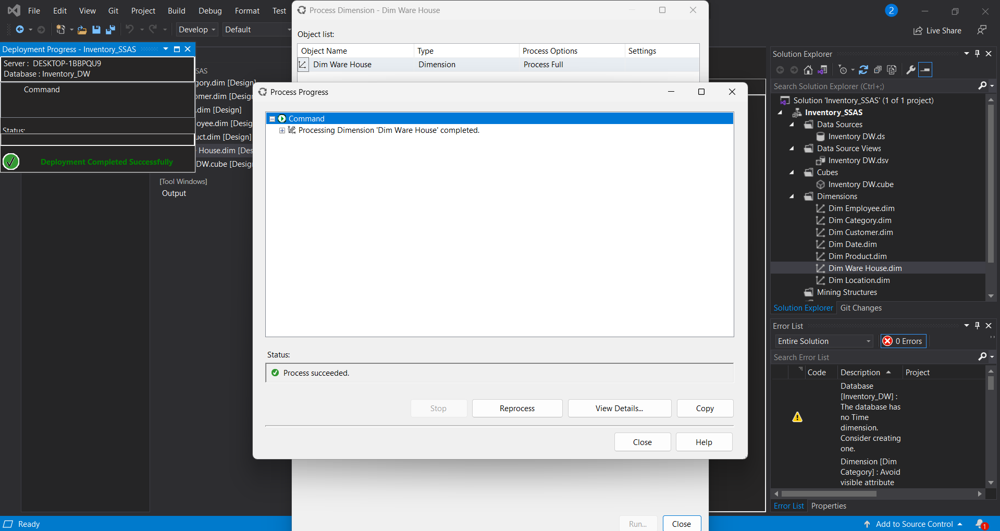 File Edit View Git Project Build Debug Format Test
Process Dimension - Dim Ware House
2
Develop Default
Live Share
Object list:
Object Name Type Process Options Settings
Dim Ware House Dimension Process Full
Deployment Progress - Inventory_SSAS
Server : DESKTOP-1BBPQU9
Database : Inventory_DW
Command
Status:
Deployment Completed Successfully
SAS
gory.dim [Design]
omer.dim [Desig
.dim [Design]
oyee.dim [Desig
uct.dim [Design]
House.dim [Des
DW.cube [Desig
[Tool Windows]
Output
Process Progress
Command
Processing Dimension 'Dim Ware House' completed.
Status:
Process succeeded.
Stop Reprocess View Details... Copy
Close Help
Run... Close
Solution Explorer
Search Solution Explorer (Ctrl+;)
Solution 'Inventory_SSAS' (1 of 1 project)
Inventory_SSAS
Data Sources
Inventory DW.ds
Data Source Views
Inventory DW.dsv
Cubes
Inventory DW.cube
Dimensions
Dim Employee.dim
Dim Category.dim
Dim Customer.dim
Dim Date.dim
Dim Product.dim
Dim Ware House.dim
Dim Location.dim
Mining Structures
Solution Explorer Git Changes
Error List
Entire Solution 0 Errors
Search Error List
Code Description Project
Database
[Inventory_DW] :
The database has
no Time
dimension.
Consider creating
one.
Dimension [Dim
Category] : Avoid
visible attribute
Error List Properties
Ready
Add to Source Control 1